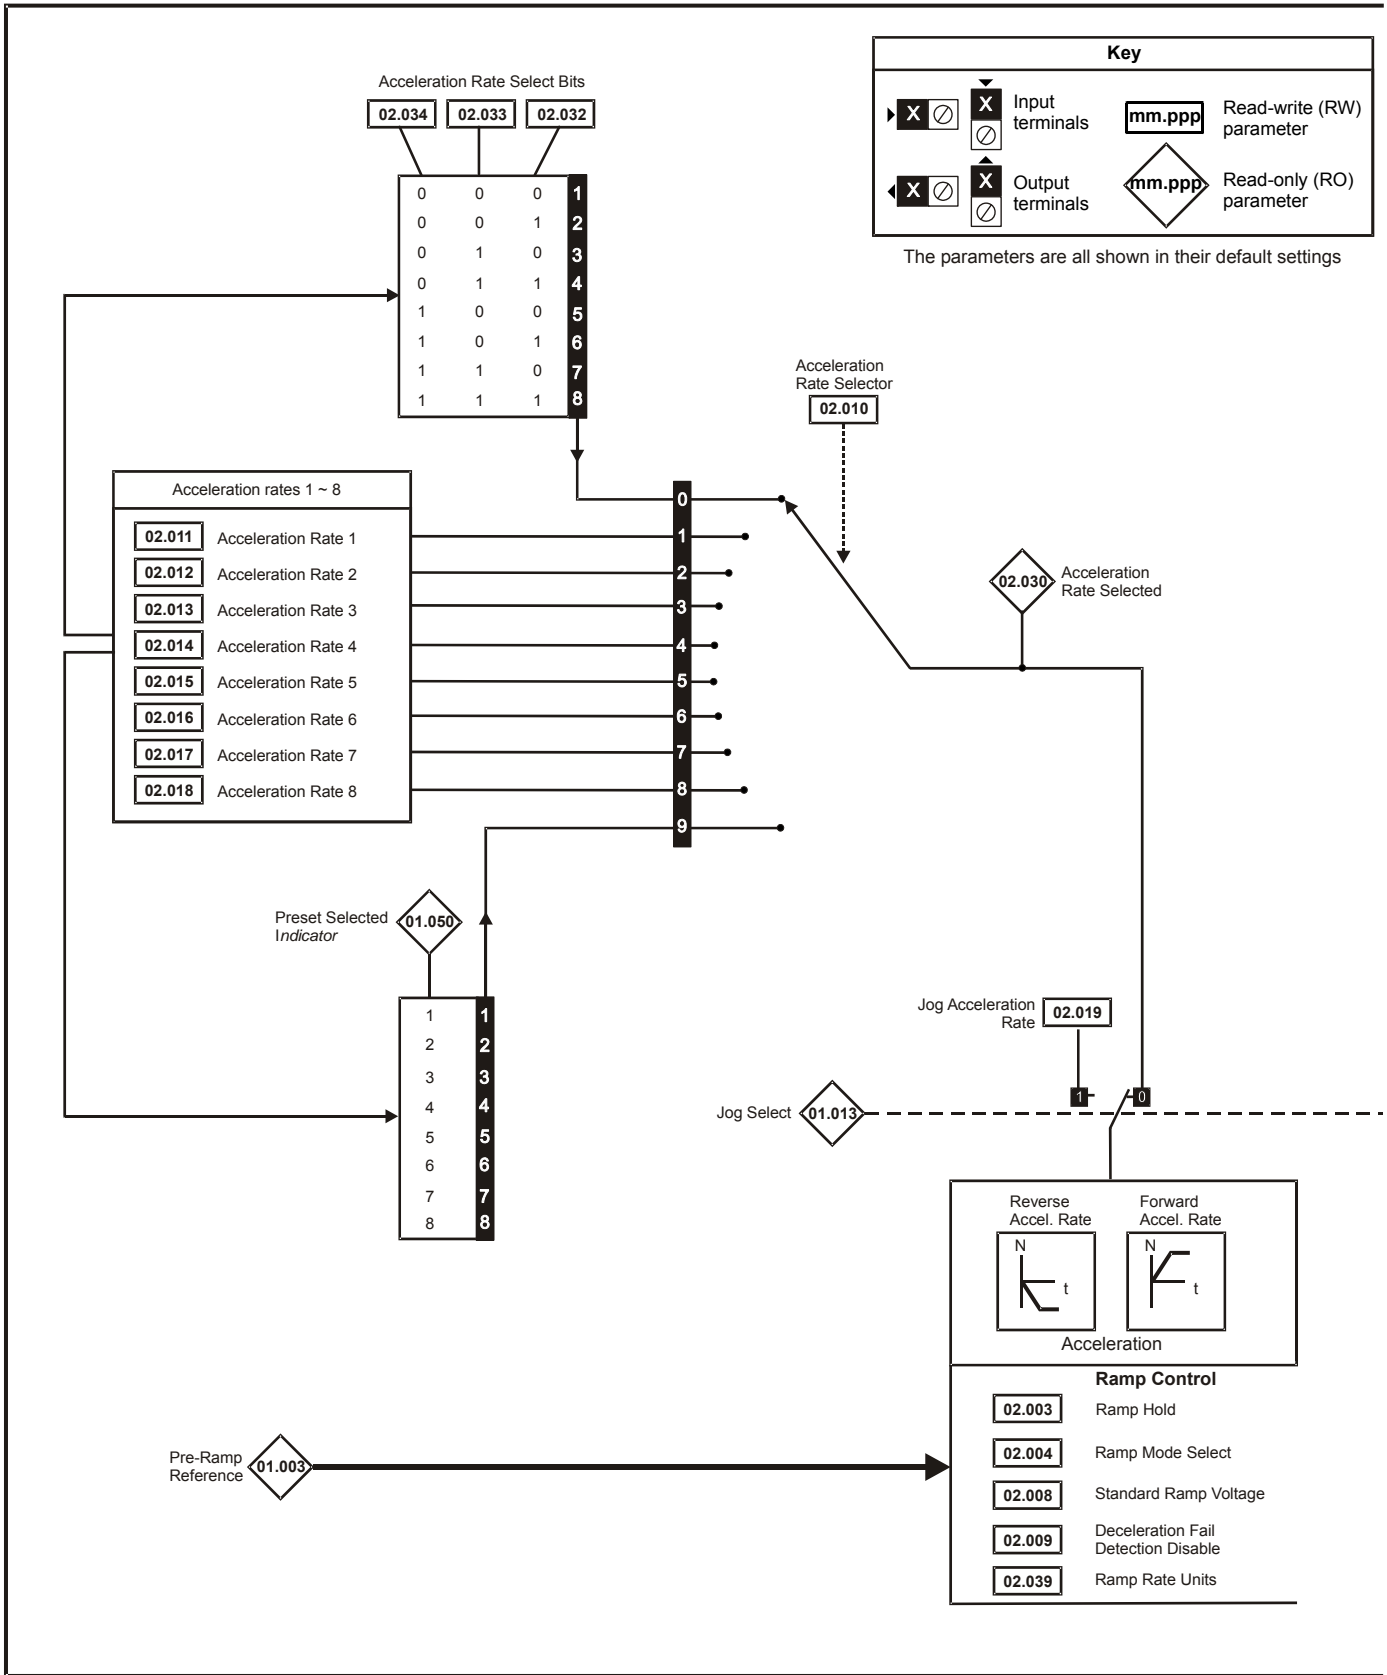 Key
X
X
Input
terminals
mm.ppp
Read-write (RW)
parameter
X
X
Output
terminals
mm.ppp
Read-only (RO)
parameter
The parameters are all shown in their default settings
Acceleration Rate Select Bits
02.034 02.033 02.032
0 0 0 1
0 0 1 2
0 1 0 3
0 1 1 4
1 0 0 5
1 0 1 6
1 1 0 7
1 1 1 8
Acceleration
Rate Selector
02.010
Acceleration rates 1 ~ 8
02.011 Acceleration Rate 1
02.012 Acceleration Rate 2
02.013 Acceleration Rate 3
02.014 Acceleration Rate 4
02.015 Acceleration Rate 5
02.016 Acceleration Rate 6
02.017 Acceleration Rate 7
02.018 Acceleration Rate 8
0
1
2
3
4
5
6
7
8
9
02.030
Acceleration
Rate Selected
Preset Selected
Indicator
01.050
1 1
2 2
3 3
4 4
5 5
6 6
7 7
8 8
Jog Acceleration
Rate
02.019
1 0
Jog Select 01.013
Reverse
Accel. Rate
N
t
Forward
Accel. Rate
N
t
Acceleration
Ramp Control
02.003 Ramp Hold
02.004 Ramp Mode Select
02.008 Standard Ramp Voltage
02.009 Deceleration Fail
Detection Disable
02.039 Ramp Rate Units
Pre-Ramp
Reference
01.003